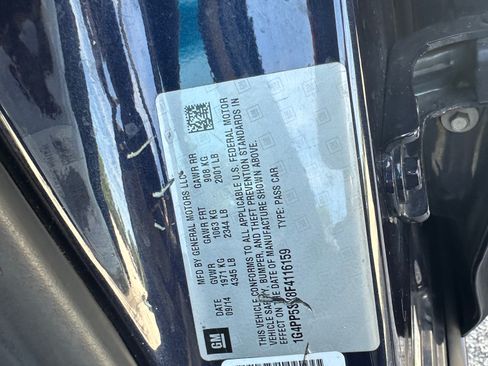 MFD BY GENERAL MOTORS LLC
DATE GVWR GAWR FRT GAWR RR
09/14 1971 KG 1063 KG 908 KG
4345 LB 2344 LB 2001 LB
THIS VEHICLE CONFORMS TO ALL APPLICABLE U.S. FEDERAL MOTOR
VEHICLE SAFETY, BUMPER, AND THEFT PREVENTION STANDARDS IN
EFFECT ON THE DATE OF MANUFACTURE SHOWN ABOVE.
TYPE: PASS CAR
GM